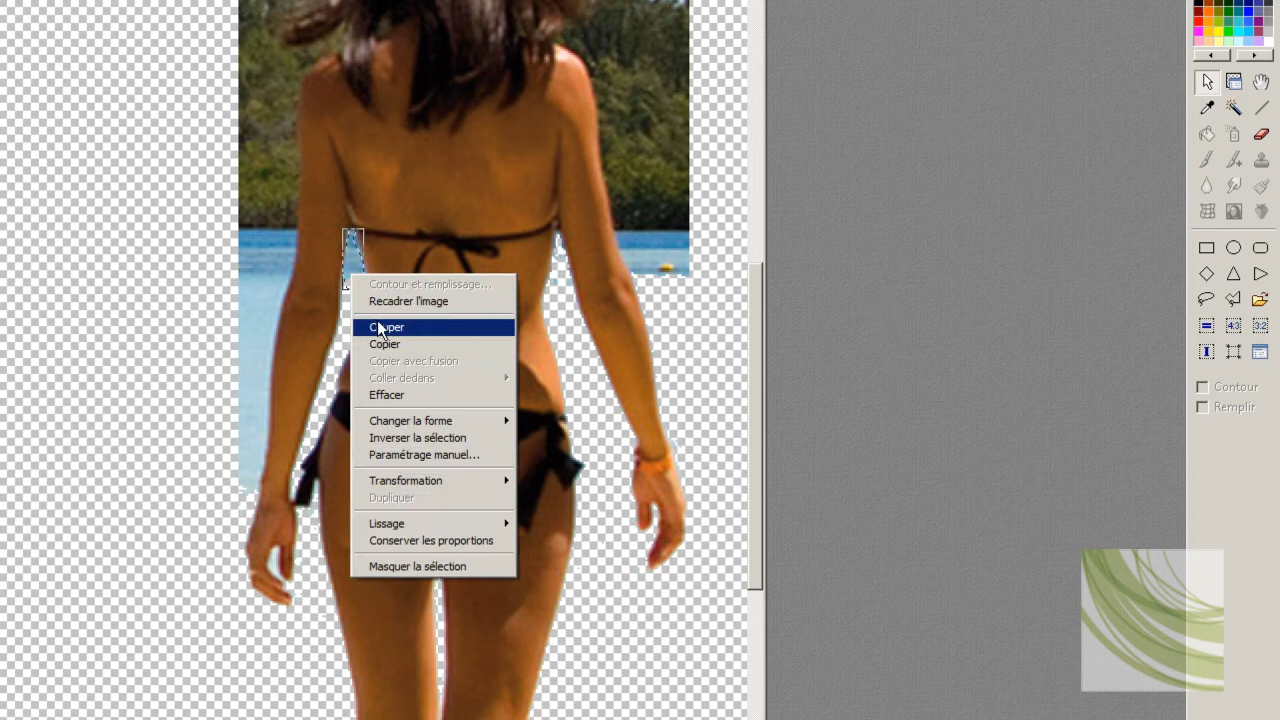 Contour et remplissage...
Recadrer l'image
Couper
Copier
Copier avec fusion
Coller dedans
Effacer
Changer la forme
Inverser la sélection
Paramétrage manuel...
Transformation
Dupliquer
Lissage
Conserver les proportions
Masquer la sélection
Contour
Remplir